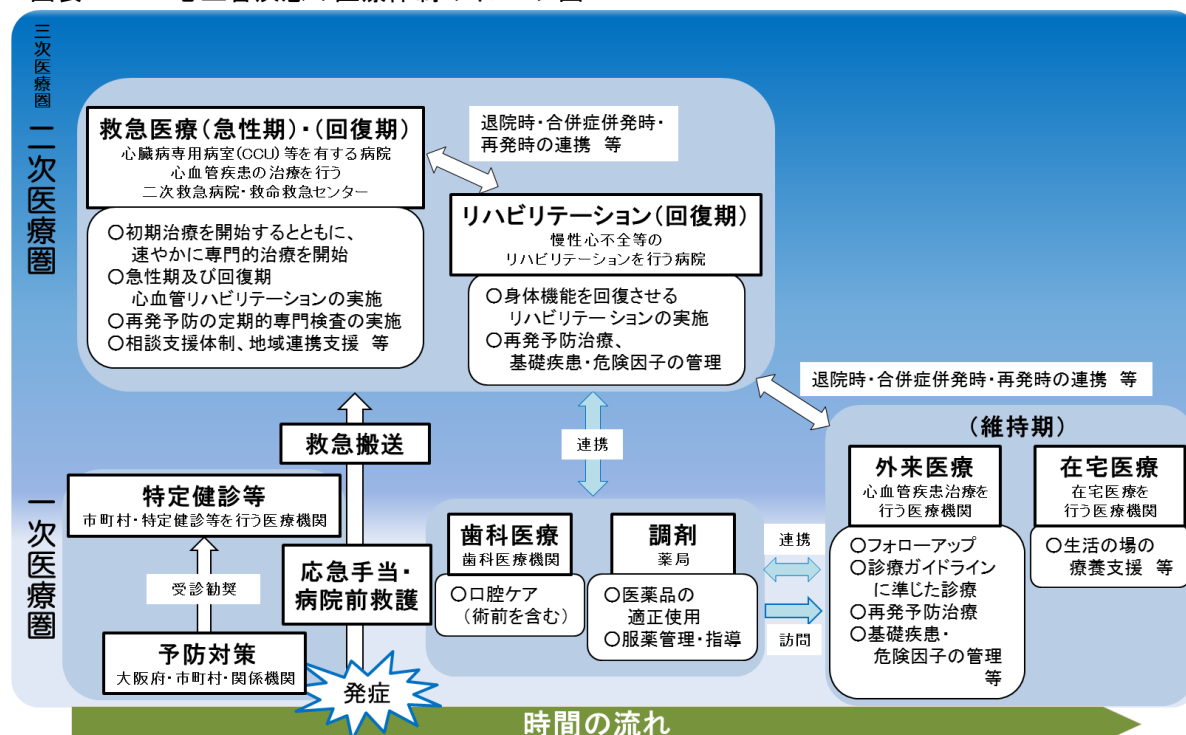 三次医療圏
二次医療圏
救急医療(急性期)・(回復期)
心臓病専用病室(CCU)等を有する病院
心血管疾患の治療を行う
二次救急病院・救命救急センター
○初期治療を開始するとともに、
速やかに専門的治療を開始
○急性期及び回復期
心血管リハビリテーションの実施
○再発予防の定期的専門検査の実施
○相談支援体制、地域連携支援 等
退院時・合併症併発時・
再発時の連携 等
リハビリテーション(回復期)
慢性心不全等の
リハビリテーションを行う病院
○身体機能を回復させる
リハビリテーションの実施
○再発予防治療、
基礎疾患・危険因子の管理
退院時・合併症併発時・再発時の連携 等
救急搬送
連携
一次医療圏
特定健診等
市町村・特定健診等を行う医療機関
受診勧奨
予防対策
大阪府・市町村・関係機関
応急手当・
病院前救護
発症
歯科医療
歯科医療機関
○口腔ケア
(術前を含む)
調剤
薬局
○医薬品の
適正使用
○服薬管理・指導
連携
訪問
(維持期)
外来医療
心血管疾患治療を
行う医療機関
○フォローアップ
○診療ガイドライン
に準じた診療
○再発予防治療
○基礎疾患・
危険因子の管理
等
在宅医療
在宅医療を
行う医療機関
○生活の場の
療養支援 等
時間の流れ